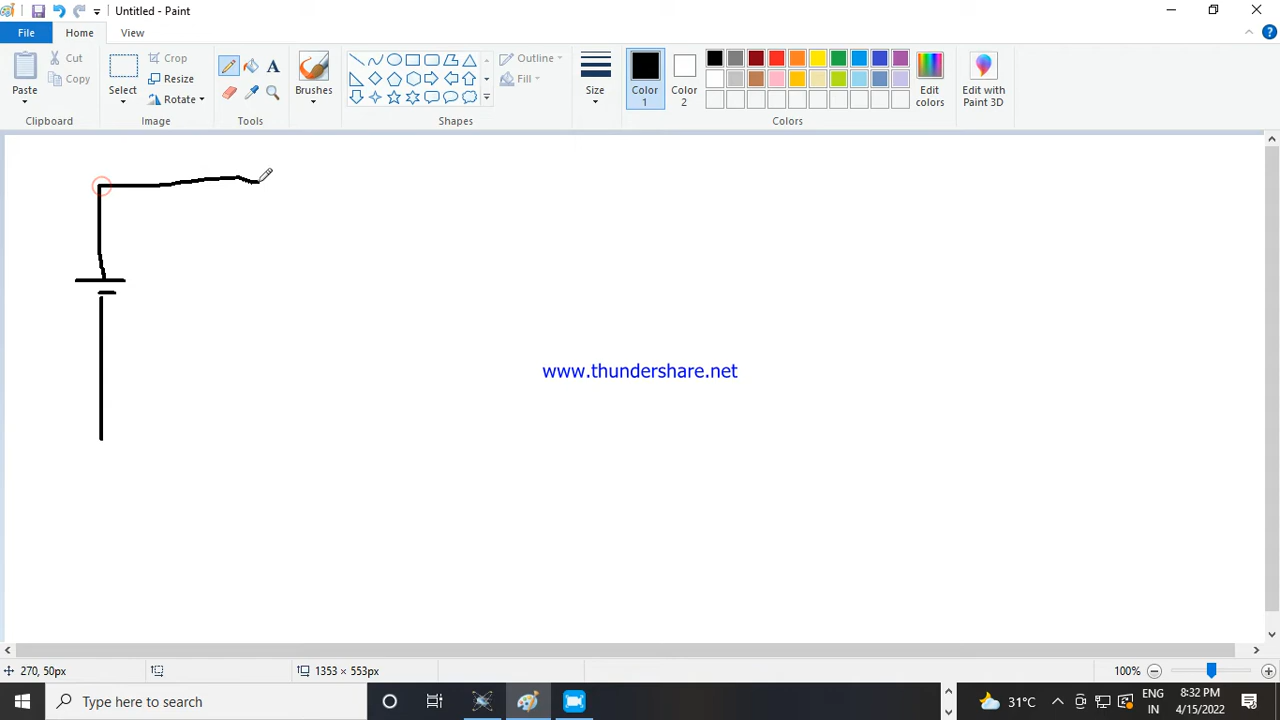 Untitled - Paint
File
Home
View
Paste
Cut
Copy
Clipboard
Select
Crop
Resize
Rotate
Image
A
Tools
Brushes
Shapes
Outline
Fill
Size
Color 1
Color 2
Edit colors
Edit with Paint 3D
Colors
www.thundershare.net
270, 50px
1353 × 553px
100%
Type here to search
31°C
ENG
IN
8:32 PM
4/15/2022